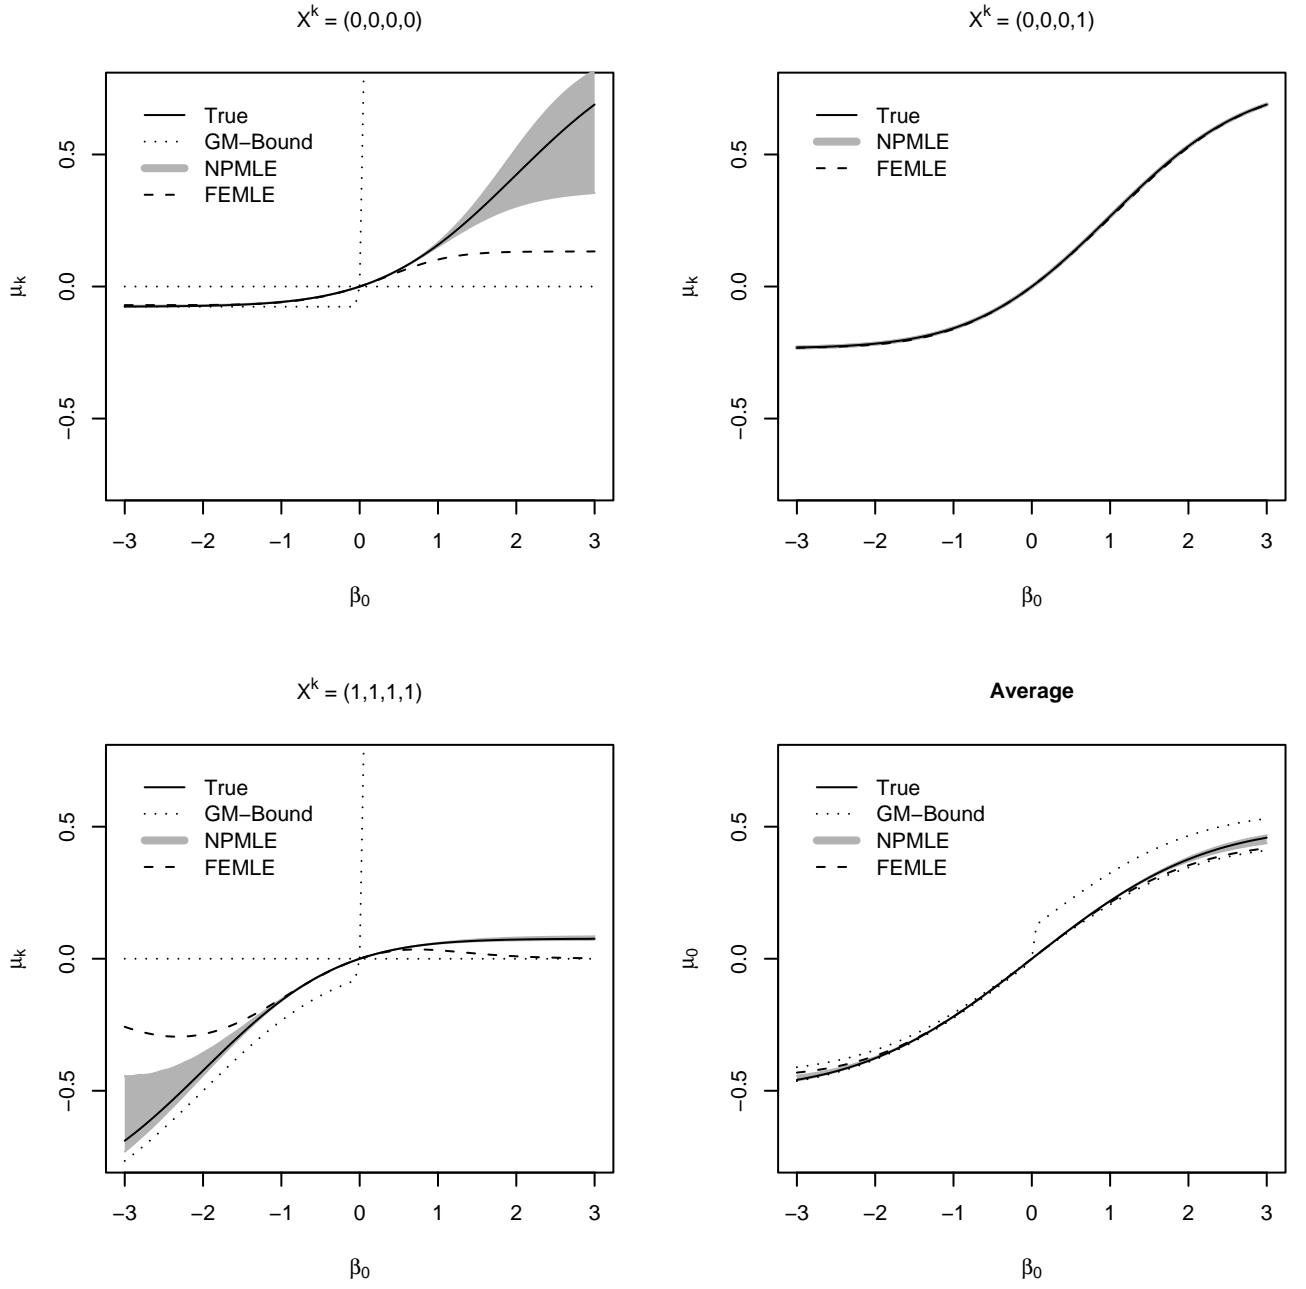 X^k = (0,0,0,0)
True
GM−Bound
NPMLE
FEMLE
0.5
0.0
−0.5
μ_k
−3 −2 −1 0 1 2 3
β_0
X^k = (0,0,0,1)
True
NPMLE
FEMLE
0.5
0.0
−0.5
μ_k
−3 −2 −1 0 1 2 3
β_0
X^k = (1,1,1,1)
True
GM−Bound
NPMLE
FEMLE
0.5
0.0
−0.5
μ_k
−3 −2 −1 0 1 2 3
β_0
Average
True
GM−Bound
NPMLE
FEMLE
0.5
0.0
−0.5
μ_0
−3 −2 −1 0 1 2 3
β_0